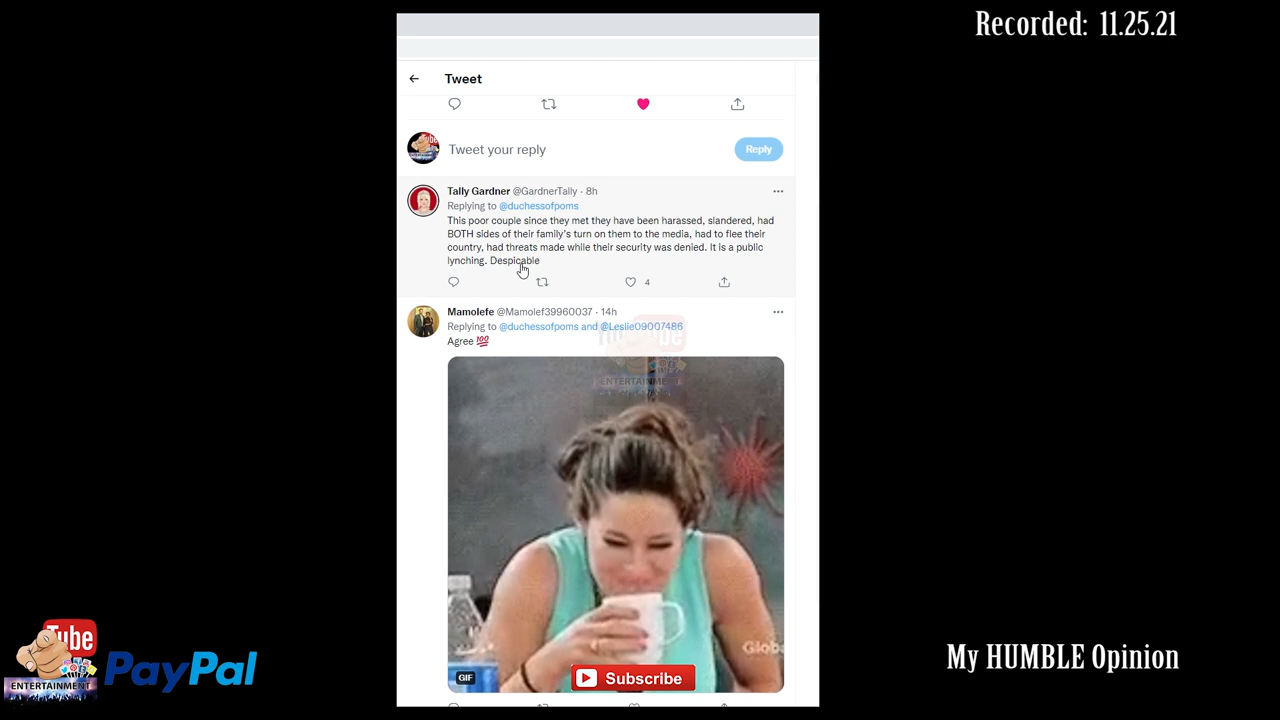 Recorded: 11.25.21
Tweet
Tweet your reply
Reply
Tally Gardner @GardnerTally · 8h
Replying to @duchessofpoms
This poor couple since they met they have been harassed, slandered, had
BOTH sides of their family's turn on them to the media, had to flee their
country, had threats made while their security was denied. It is a public
lynching. Despicable
4
Mamolefe @Mamolef39960037 · 14h
Replying to @duchessofpoms and @Leslie09007486
Agree 💯
ENTERTAINMENT
Globa
GIF
Subscribe
Tube
ENTERTAINMENT
PayPal
My HUMBLE Opinion